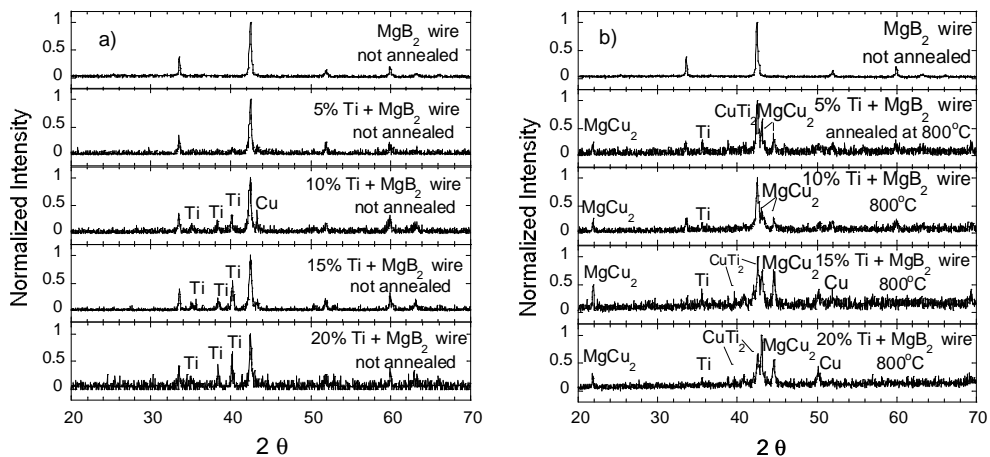 a)
MgB2 wire
not annealed
5% Ti + MgB2 wire
not annealed
10% Ti + MgB2 wire
not annealed
Ti Ti Ti Cu
15% Ti + MgB2 wire
not annealed
Ti Ti Ti
20% Ti + MgB2 wire
not annealed
Ti Ti Ti
1
0.5
0
1
0.5
0
1
0.5
0
1
0.5
0
1
0.5
0
20 30 40 50 60 70
Normalized Intensity
2 θ
b)
MgB2 wire
not annealed
MgCu2 Ti CuTi2 MgCu2
5% Ti + MgB2 wire
annealed at 800°C
MgCu2 Ti MgCu2
10% Ti + MgB2 wire
800°C
MgCu2 Ti CuTi2 MgCu2 Cu
15% Ti + MgB2 wire
800°C
MgCu2 Ti CuTi2 MgCu2 Cu
20% Ti + MgB2 wire
800°C
1
0.5
0
1
0.5
0
1
0.5
0
1
0.5
0
1
0.5
0
20 30 40 50 60 70
Normalized Intensity
2 θ